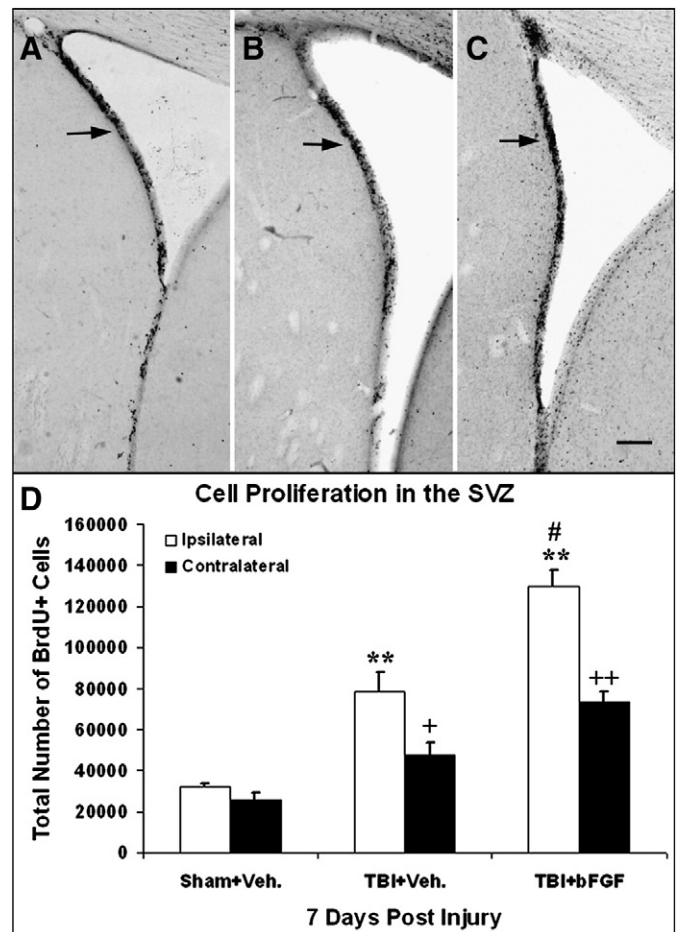 A
B
C
D
Cell Proliferation in the SVZ
Total Number of BrdU+ Cells
160000
140000
120000
100000
80000
60000
40000
20000
0
Ipsilateral
Contralateral
**
+
#
**
++
Sham+Veh.
TBI+Veh.
TBI+bFGF
7 Days Post Injury